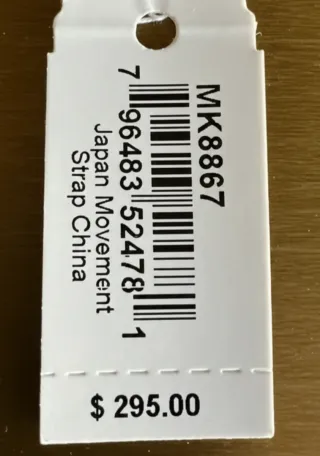 MK8867
7 96483 52478 1
Japan Movement
Strap China
$ 295.00